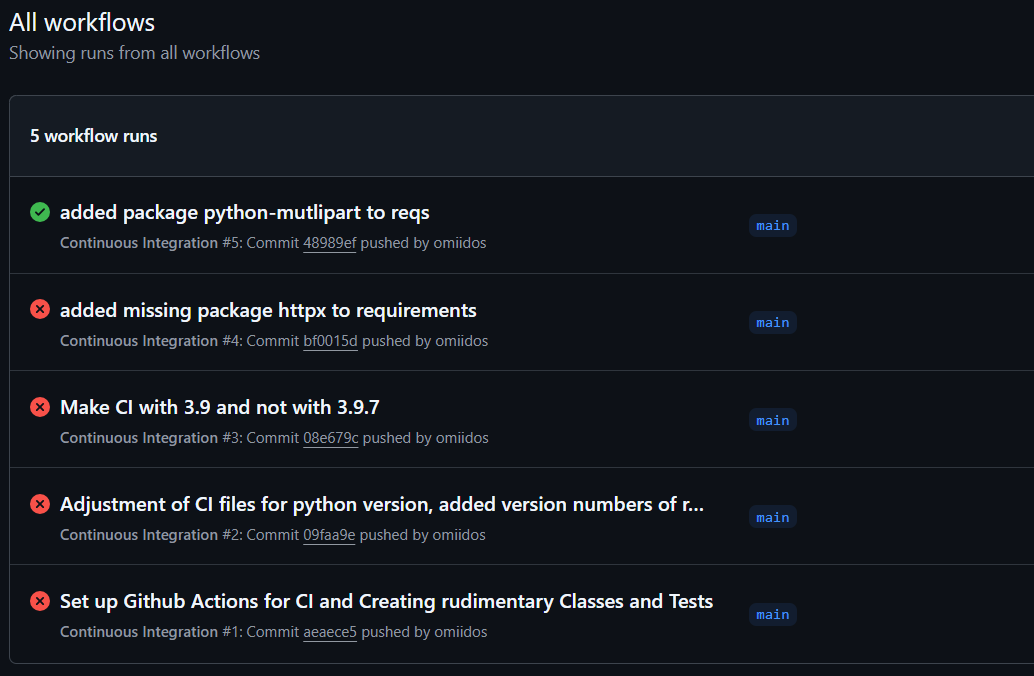 All workflows
Showing runs from all workflows
5 workflow runs
added package python-mutlipart to reqs
main
Continuous Integration #5: Commit 48989ef pushed by omiidos
added missing package httpx to requirements
main
Continuous Integration #4: Commit bf0015d pushed by omiidos
Make CI with 3.9 and not with 3.9.7
main
Continuous Integration #3: Commit 08e679c pushed by omiidos
Adjustment of CI files for python version, added version numbers of r...
main
Continuous Integration #2: Commit 09faa9e pushed by omiidos
Set up Github Actions for CI and Creating rudimentary Classes and Tests
main
Continuous Integration #1: Commit aeaece5 pushed by omiidos